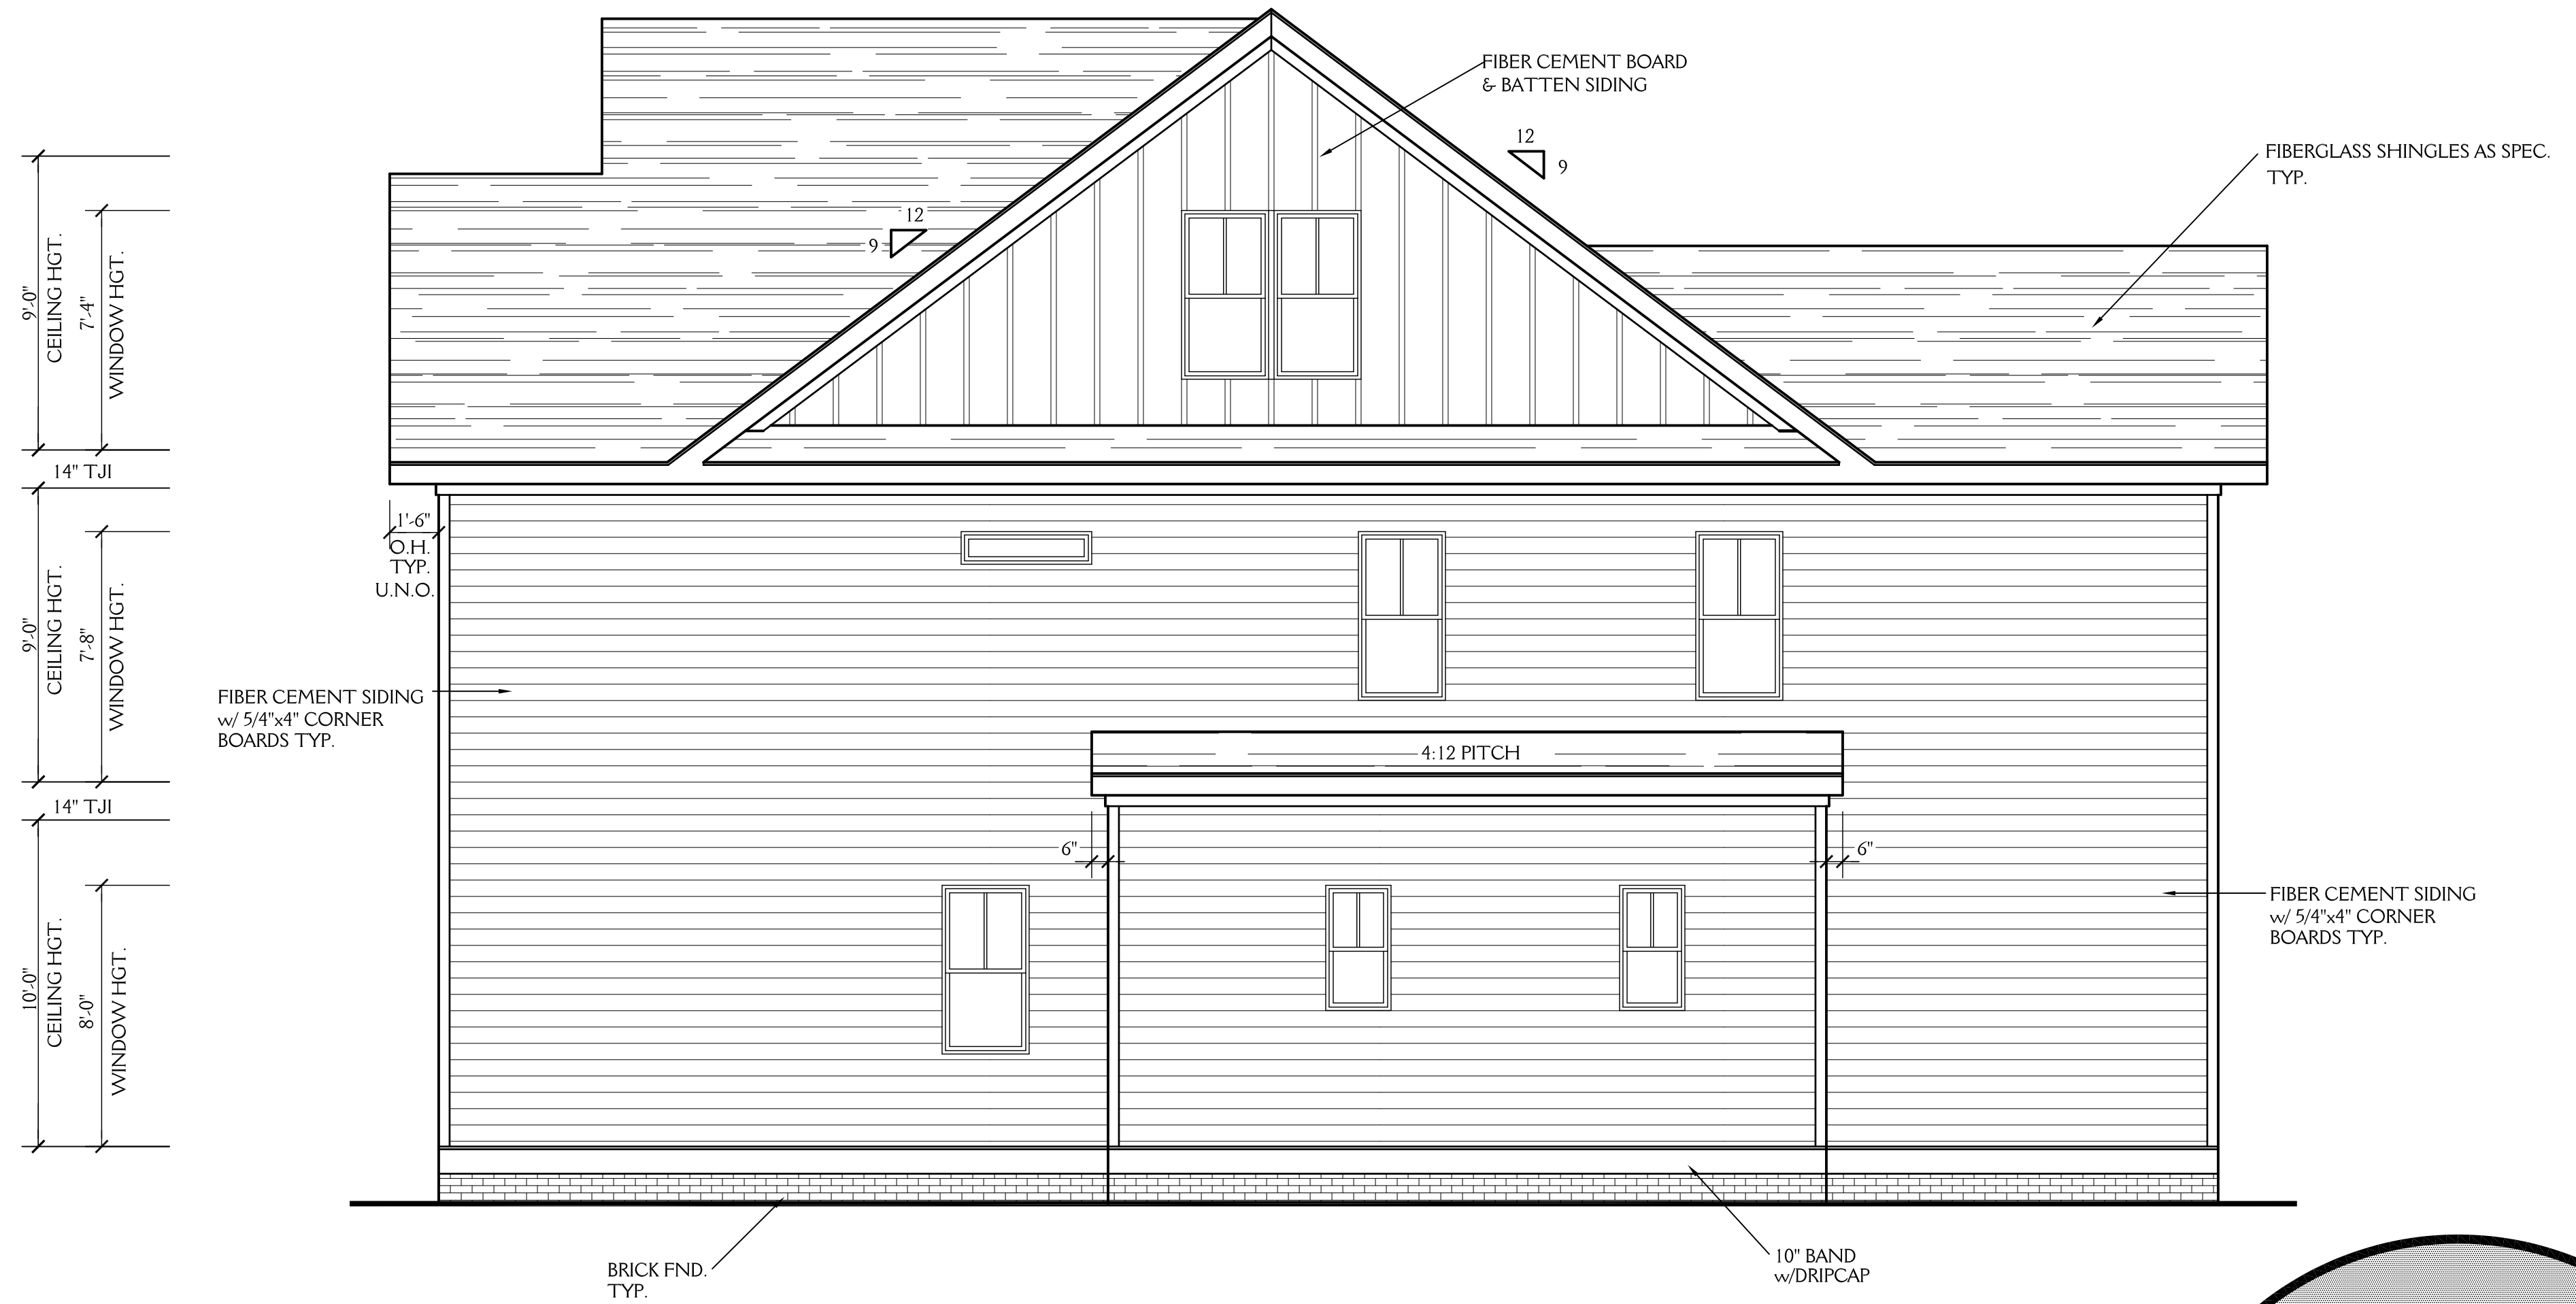 FIBER CEMENT BOARD
& BATTEN SIDING
12
9
FIBERGLASS SHINGLES AS SPEC.
TYP.
12
9
9'-0"
CEILING HGT.
7'-4"
WINDOW HGT.
14" TJI
1'-6"
O.H.
TYP.
U.N.O.
9'-0"
CEILING HGT.
7'-8"
WINDOW HGT.
FIBER CEMENT SIDING
w/ 5/4"x4" CORNER
BOARDS TYP.
4:12 PITCH
14" TJI
6"
6"
10'-0"
CEILING HGT.
8'-0"
WINDOW HGT.
FIBER CEMENT SIDING
w/ 5/4"x4" CORNER
BOARDS TYP.
BRICK FND.
TYP.
10" BAND
w/DRIPCAP